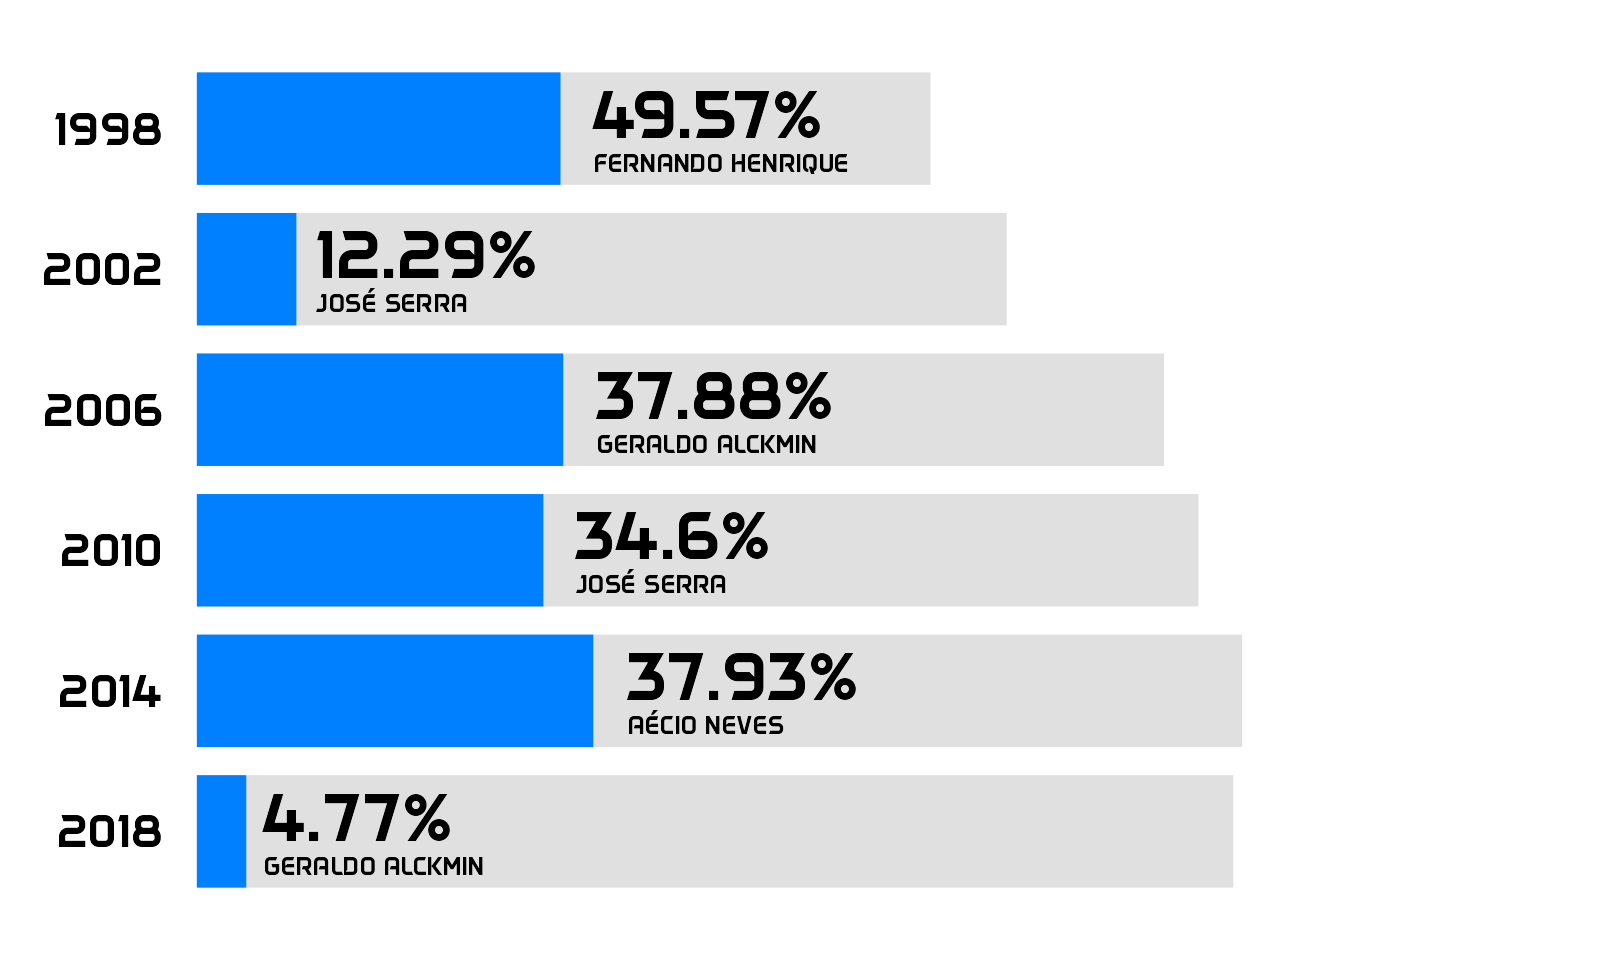 1998
49.57%
FERNANDO HENRIQUE
2002
12.29%
JOSÉ SERRA
2006
37.88%
GERALDO ALCKMIN
2010
34.6%
JOSÉ SERRA
2014
37.93%
AÉCIO NEVES
2018
4.77%
GERALDO ALCKMIN